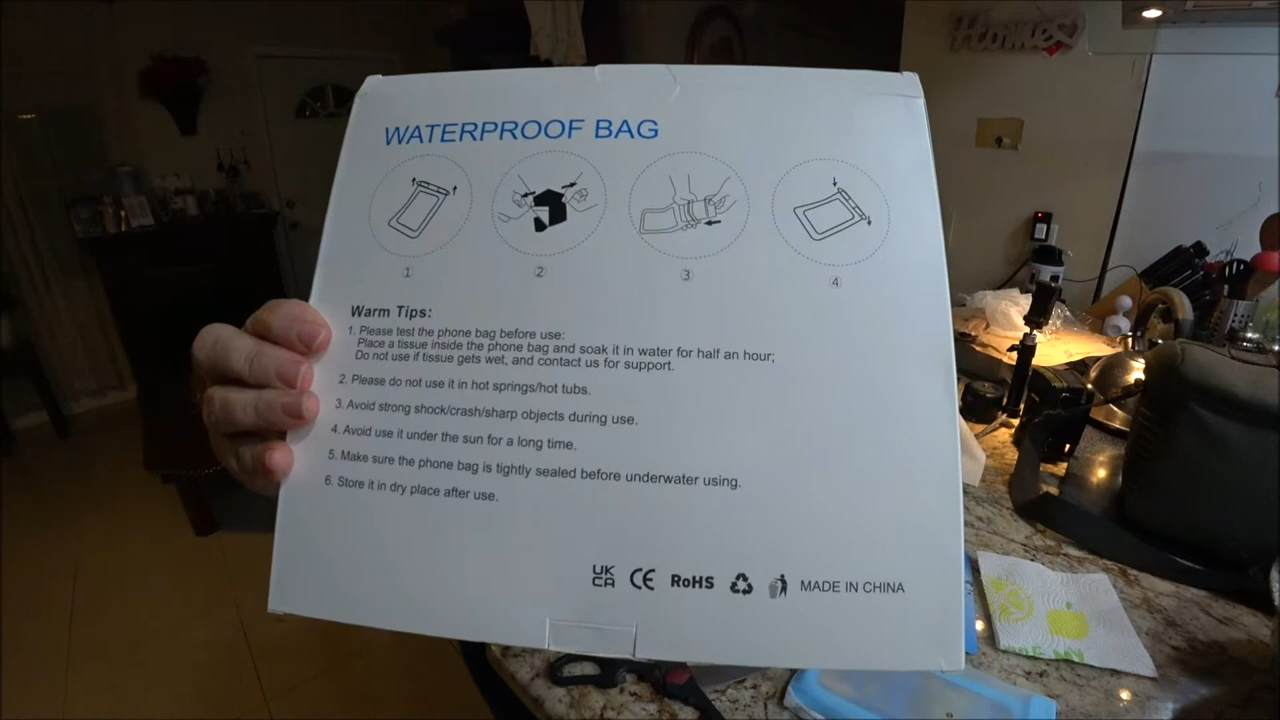 Home
WATERPROOF BAG
① ② ③ ④
Warm Tips:
1. Please test the phone bag before use:
Place a tissue inside the phone bag and soak it in water for half an hour;
Do not use if tissue gets wet, and contact us for support.
2. Please do not use it in hot springs/hot tubs.
3. Avoid strong shock/crash/sharp objects during use.
4. Avoid use it under the sun for a long time.
5. Make sure the phone bag is tightly sealed before underwater using.
6. Store it in dry place after use.
UK
CA CE RoHS MADE IN CHINA